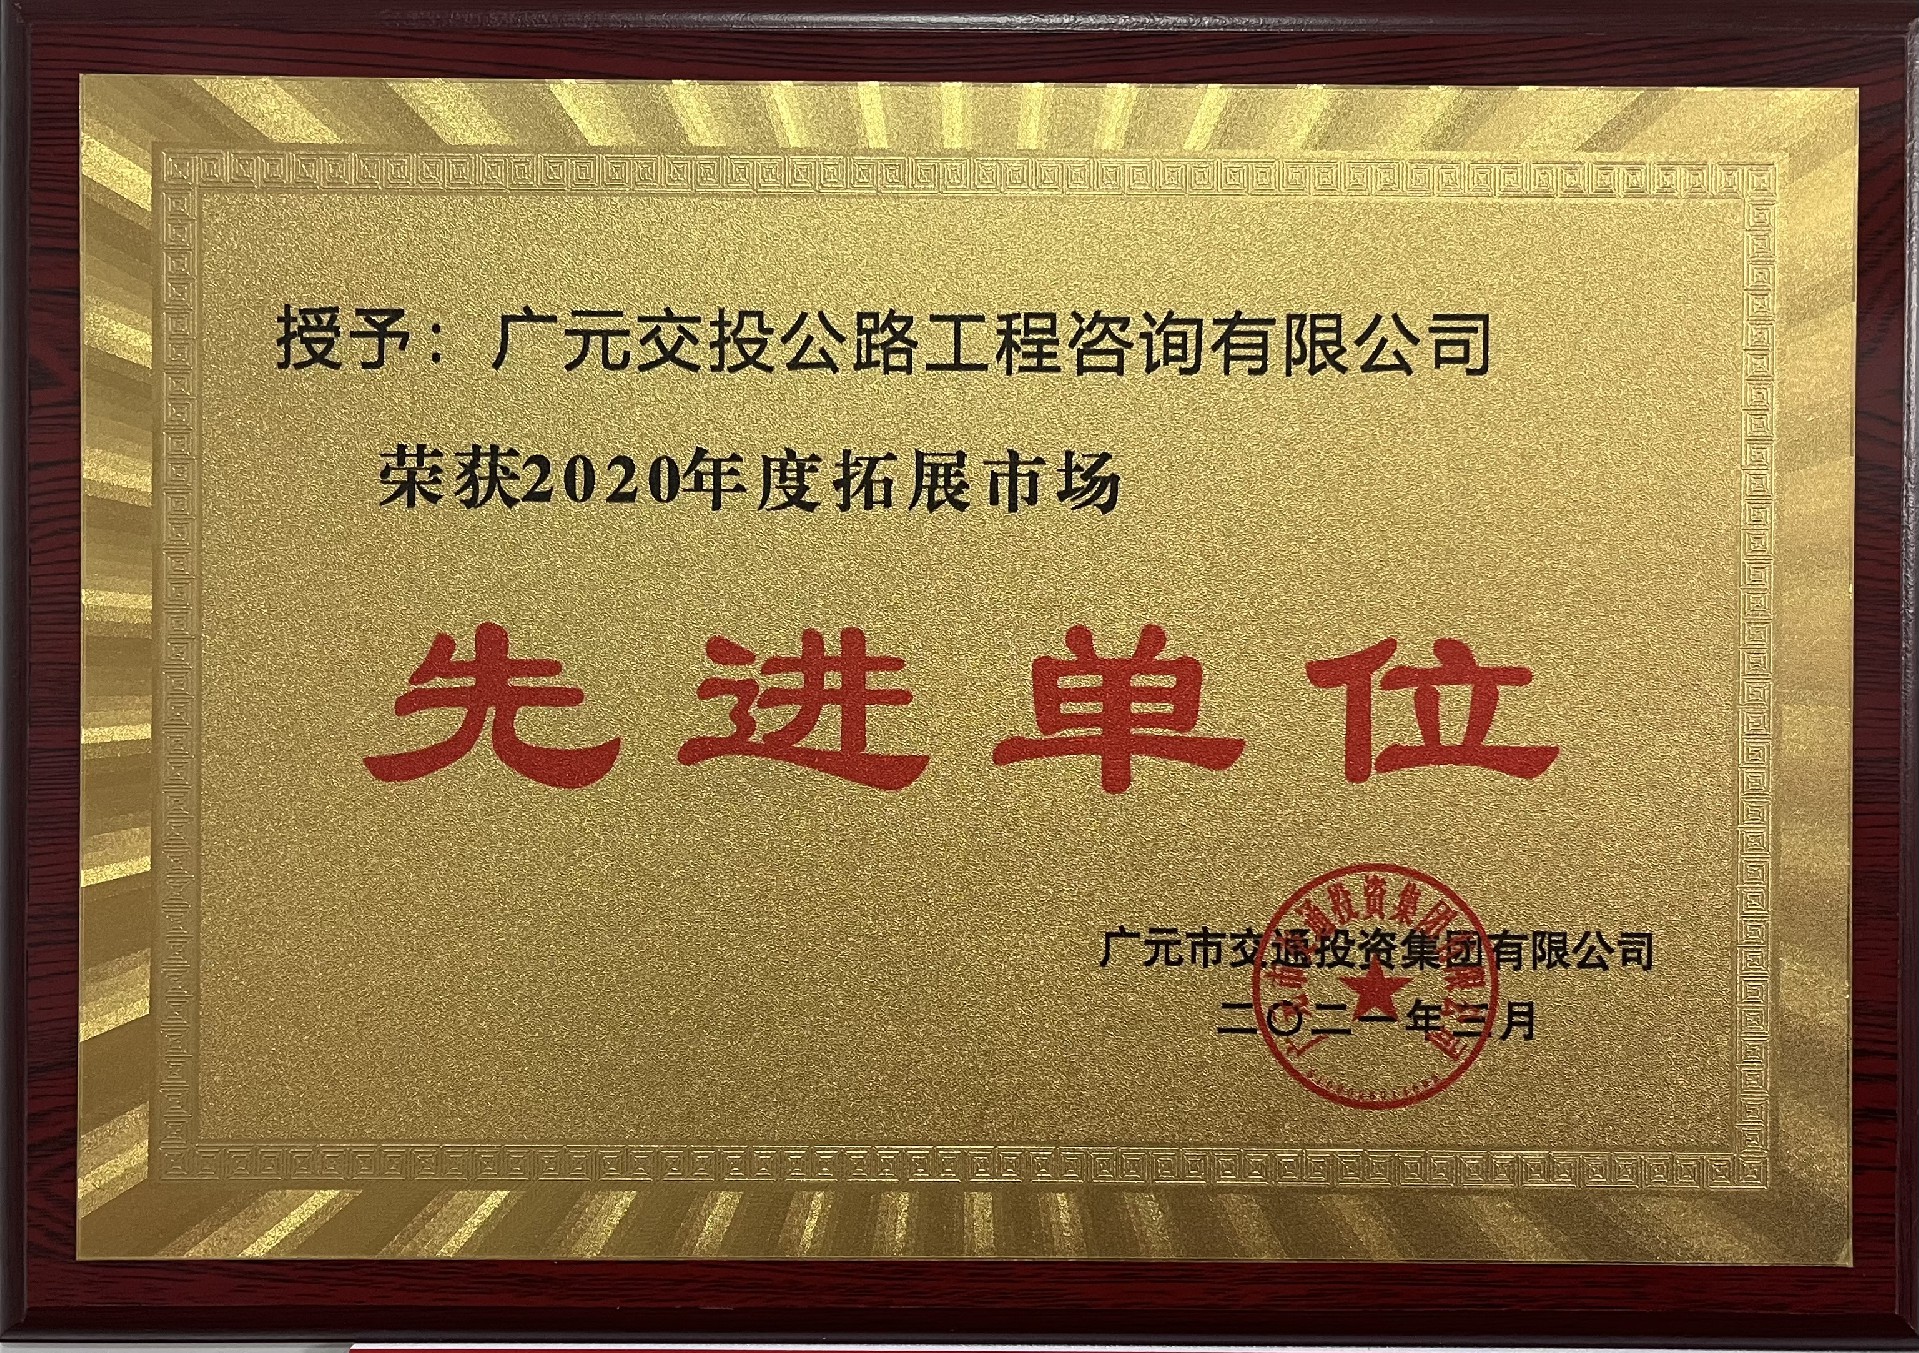 授予：广元交投公路工程咨询有限公司
荣获2020年度拓展市场
先进单位
广元市交通投资集团有限公司
二〇二一年三月